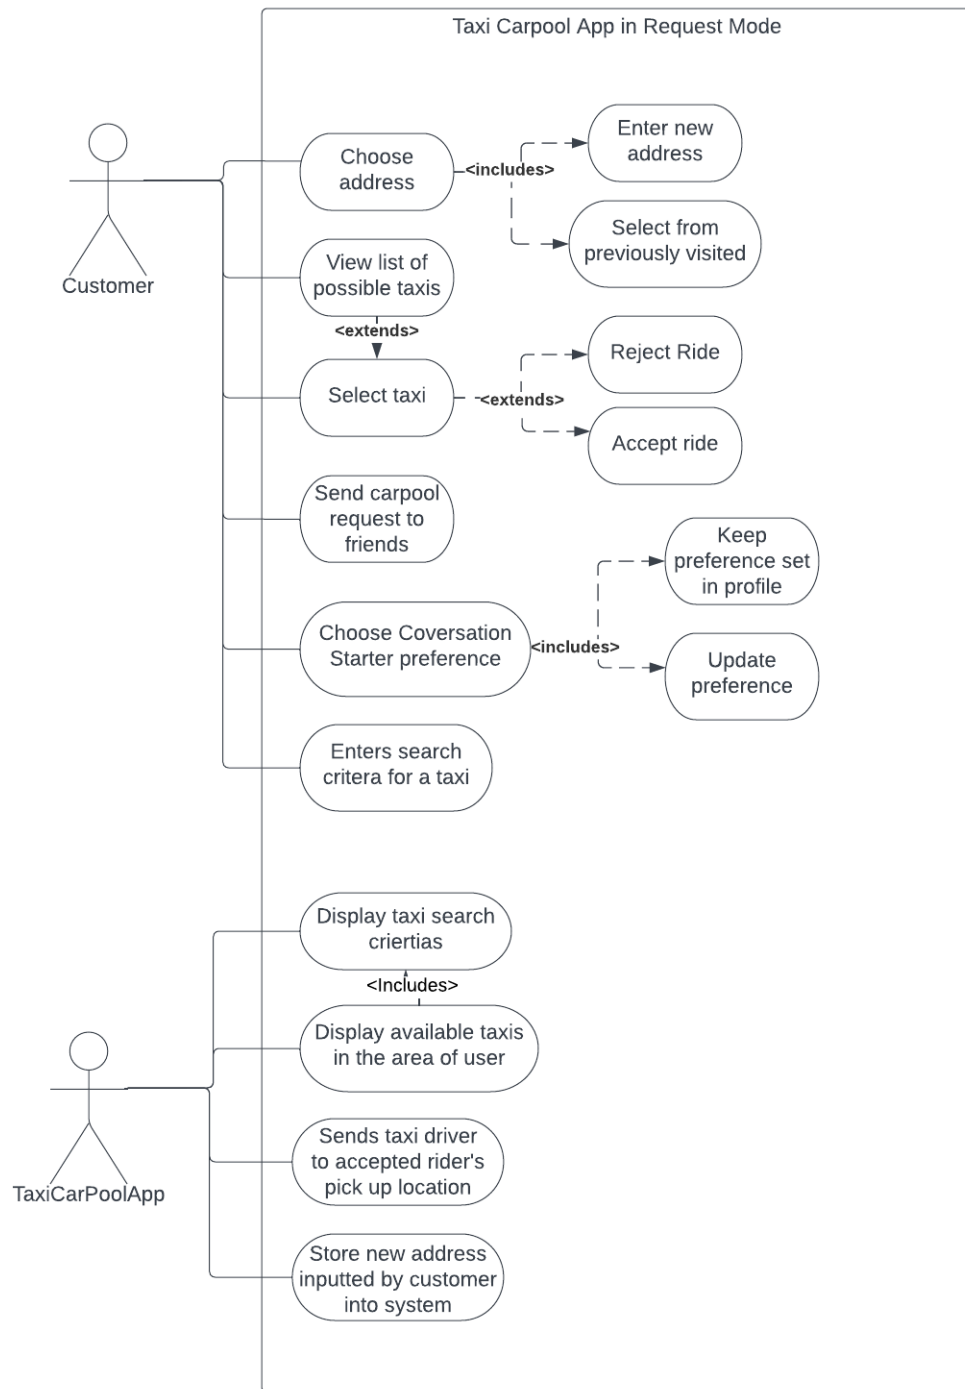 Taxi Carpool App in Request Mode
Customer
Choose
address
<includes>
Enter new
address
Select from
previously visited
View list of
possible taxis
<extends>
Select taxi
<extends>
Reject Ride
Accept ride
Send carpool
request to
friends
Choose Coversation
Starter preference
<includes>
Keep
preference set
in profile
Update
preference
Enters search
critera for a taxi
TaxiCarPoolApp
Display taxi search
criertias
<Includes>
Display available taxis
in the area of user
Sends taxi driver
to accepted rider's
pick up location
Store new address
inputted by customer
into system